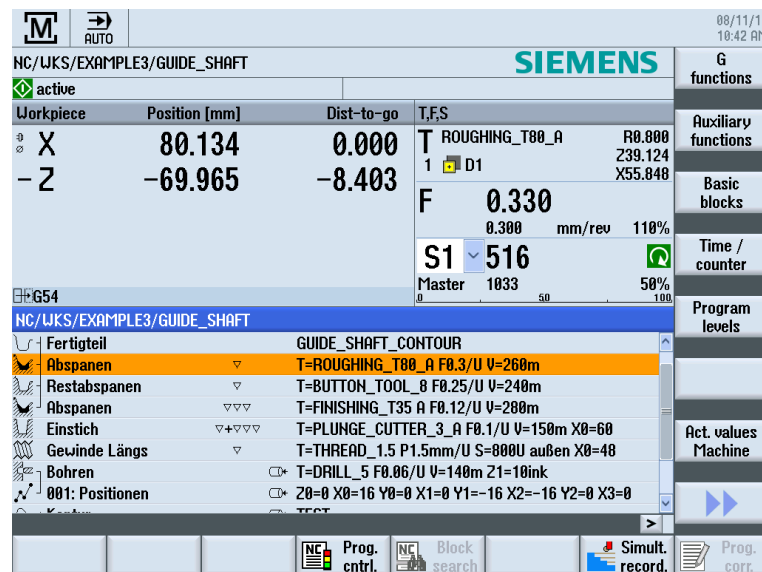 M AUTO
08/11/1
10:42 AM
NC/WKS/EXAMPLE3/GUIDE_SHAFT
SIEMENS
G functions
active
Workpiece Position [mm] Dist-to-go T,F,S
Auxiliary functions
X 80.134 0.000
T ROUGHING_T80_A R0.800
1 D1 Z39.124
X55.848
-Z -69.965 -8.403
Basic blocks
F 0.330
0.300 mm/rev 110%
Time / counter
S1 516
Master 1033 50%
G54
0 50 100
Program levels
NC/WKS/EXAMPLE3/GUIDE_SHAFT
Fertigteil GUIDE_SHAFT_CONTOUR
Abspanen ▽ T=ROUGHING_T80_A F0.3/U V=260m
Restabspanen ▽ T=BUTTON_TOOL_8 F0.25/U V=240m
Abspanen ▽▽▽ T=FINISHING_T35 A F0.12/U V=280m
Einstich ▽+▽▽▽ T=PLUNGE_CUTTER_3_A F0.1/U V=150m X0=60
Gewinde Längs ▽ T=THREAD_1.5 P1.5mm/U S=800U außen X0=48
Bohren T=DRILL_5 F0.06/U V=140m Z1=10ink
001: Positionen Z0=0 X0=16 Y0=0 X1=0 Y1=-16 X2=-16 Y2=0 X3=0
Act. values Machine
>
NC Prog. cntrl.
NC Block search
Simult. record.
Prog. corr.